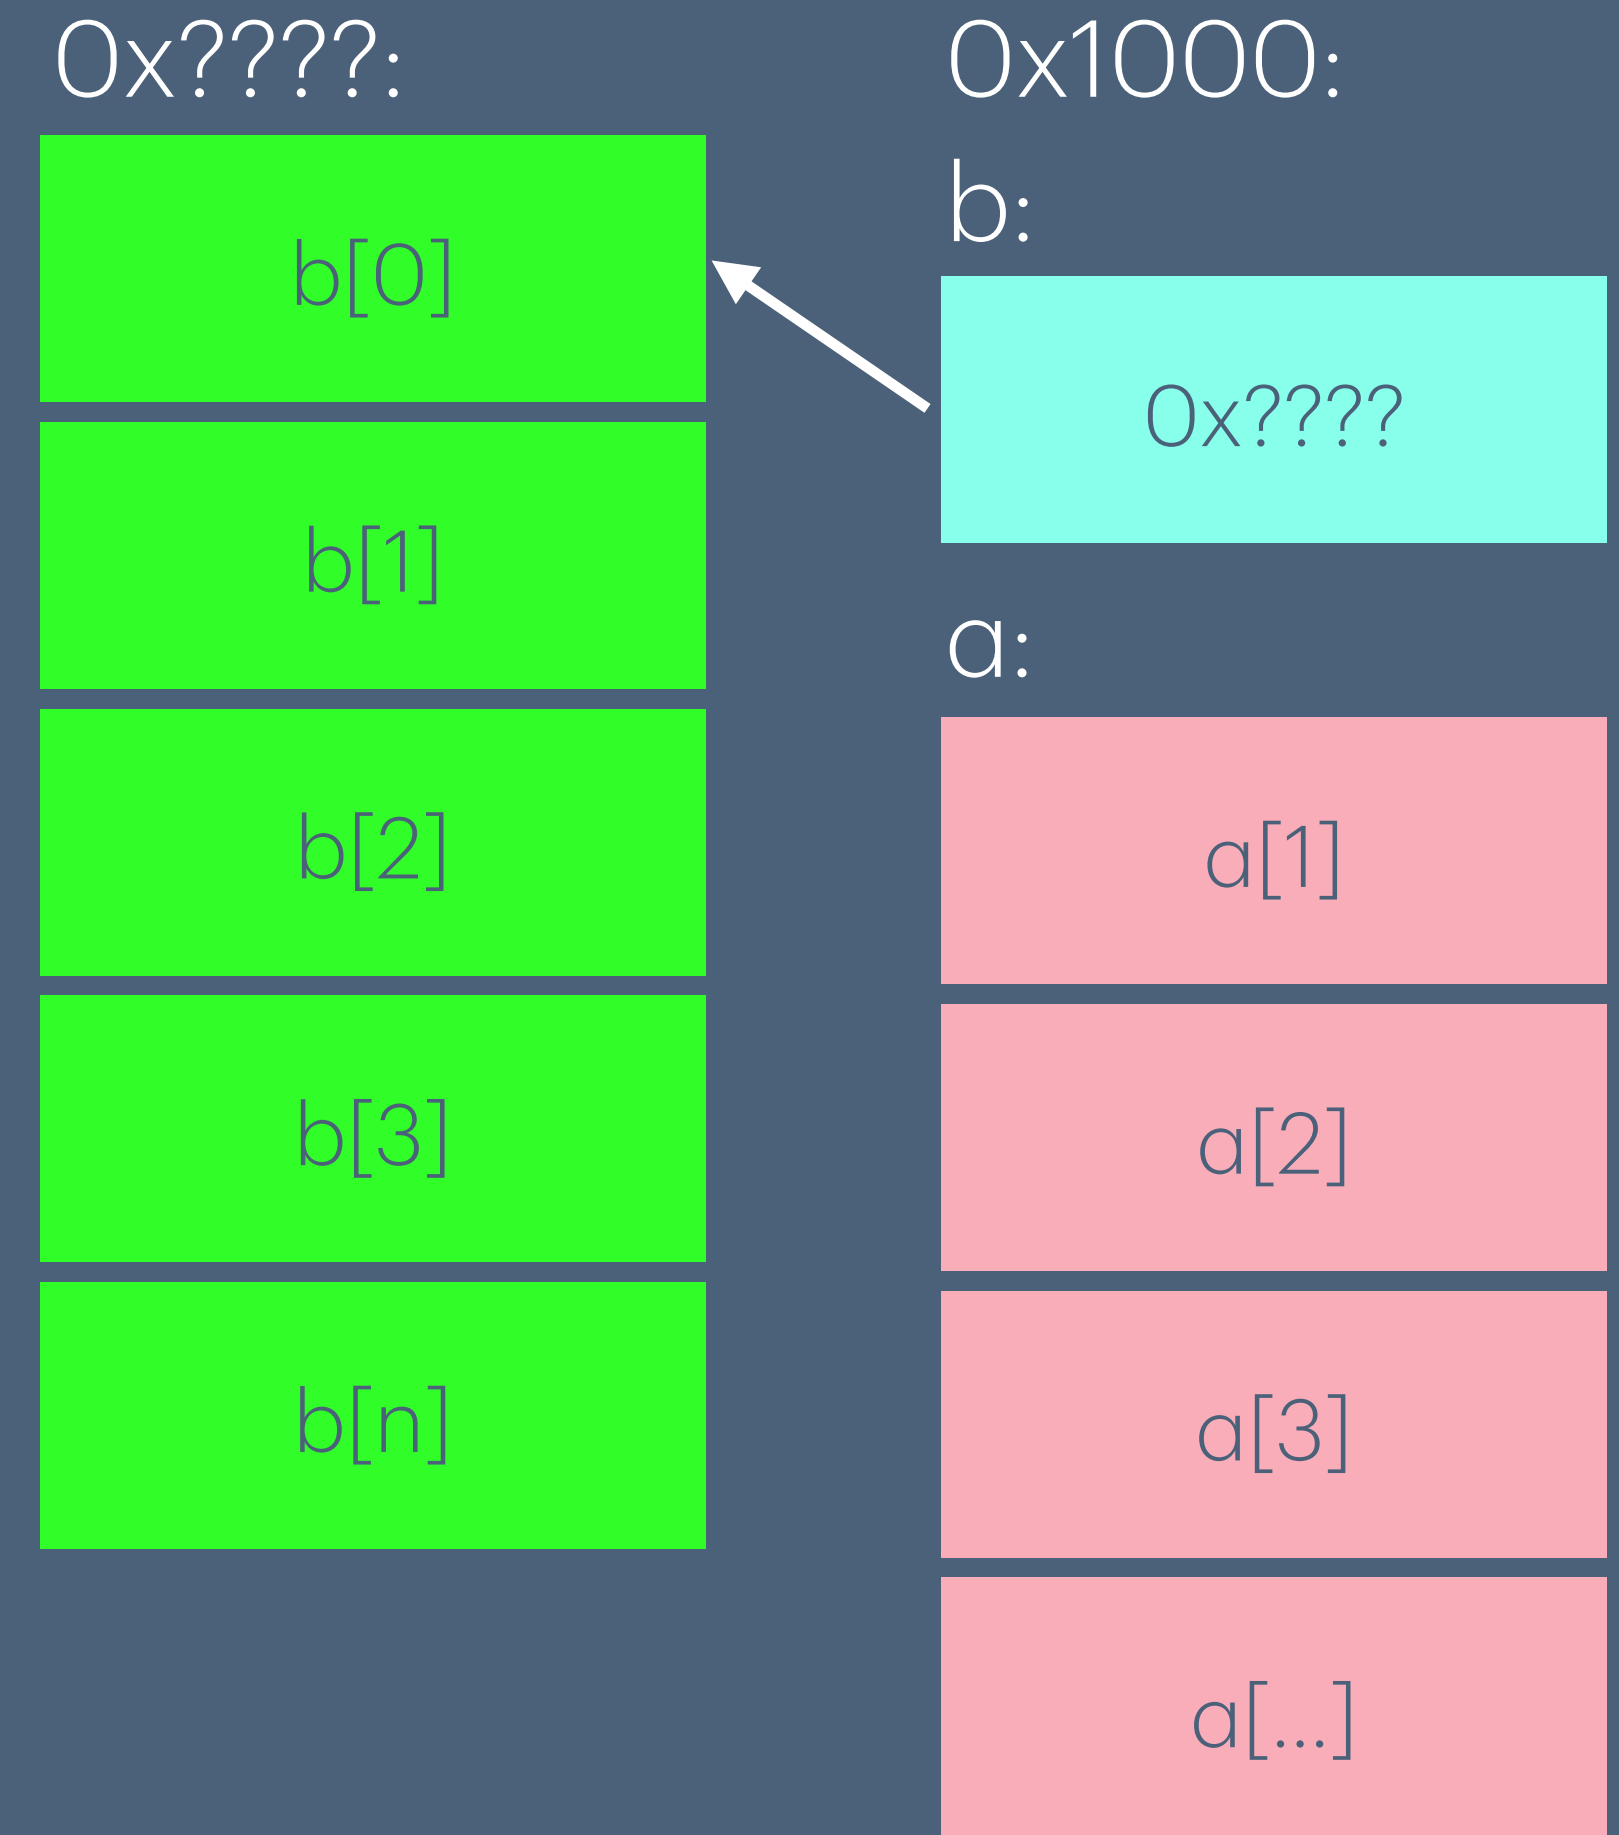 0x????:
b[0]
b[1]
b[2]
b[3]
b[n]
0x1000:
b:
0x????
a:
a[1]
a[2]
a[3]
a[...]